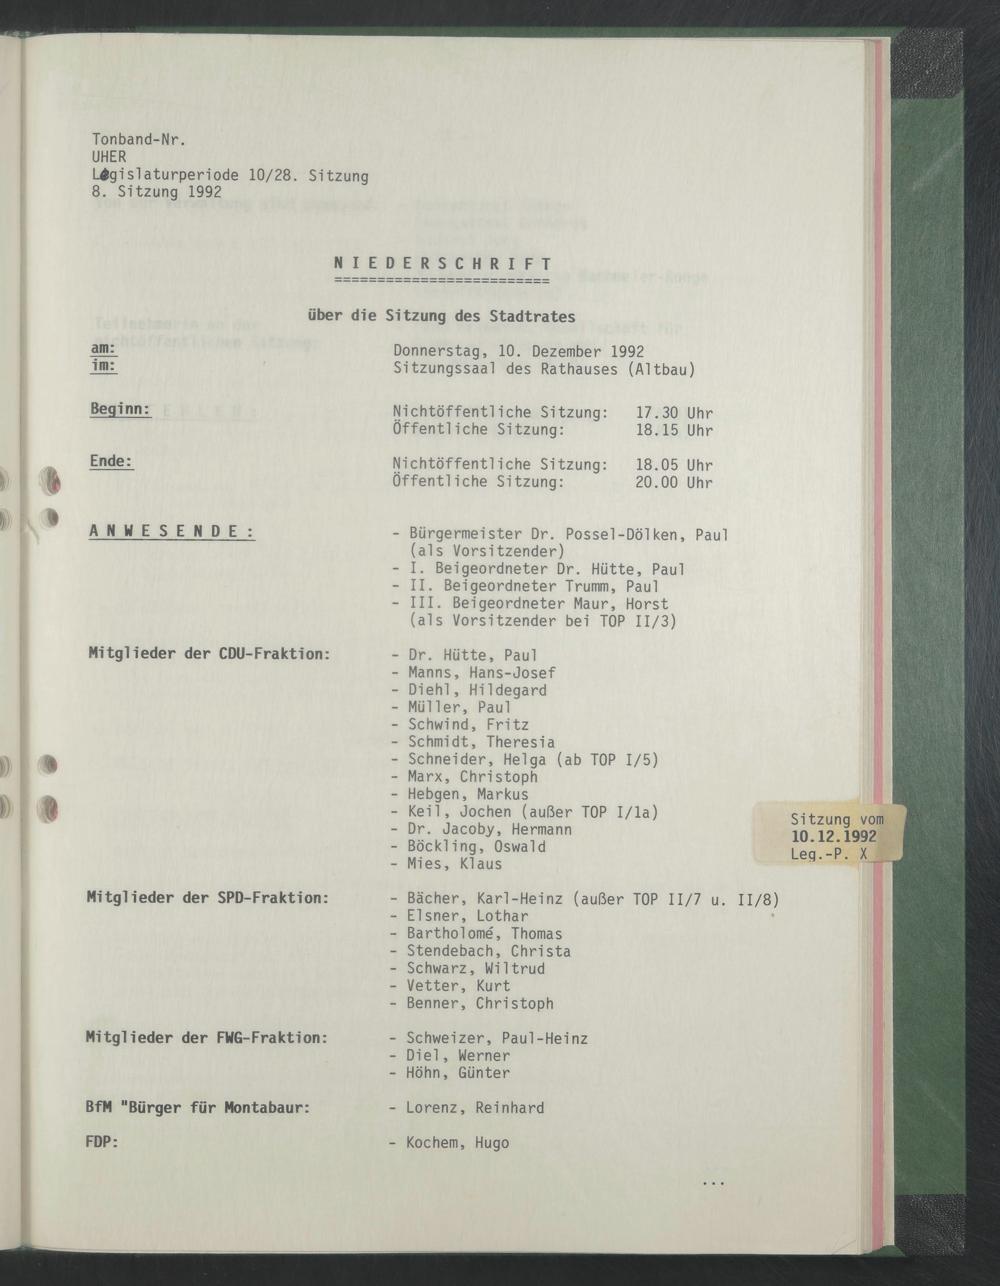 Tonband-Nr.
UHER
Legislaturperiode 10/28. Sitzung
8. Sitzung 1992
N I E D E R S C H R I F T
=========================
über die Sitzung des Stadtrates
am: Donnerstag, 10. Dezember 1992
im: Sitzungssaal des Rathauses (Altbau)
Beginn: Nichtöffentliche Sitzung: 17.30 Uhr
Öffentliche Sitzung: 18.15 Uhr
Ende: Nichtöffentliche Sitzung: 18.05 Uhr
Öffentliche Sitzung: 20.00 Uhr
A N W E S E N D E : - Bürgermeister Dr. Possel-Dölken, Paul
(als Vorsitzender)
- I. Beigeordneter Dr. Hütte, Paul
- II. Beigeordneter Trumm, Paul
- III. Beigeordneter Maur, Horst
(als Vorsitzender bei TOP II/3)
Mitglieder der CDU-Fraktion: - Dr. Hütte, Paul
- Manns, Hans-Josef
- Diehl, Hildegard
- Müller, Paul
- Schwind, Fritz
- Schmidt, Theresia
- Schneider, Helga (ab TOP I/5)
- Marx, Christoph
- Hebgen, Markus
- Keil, Jochen (außer TOP I/1a)
- Dr. Jacoby, Hermann
- Böckling, Oswald
- Mies, Klaus
Sitzung vom
10.12.1992
Leg.-P. X
Mitglieder der SPD-Fraktion: - Bächer, Karl-Heinz (außer TOP II/7 u. II/8)
- Elsner, Lothar
- Bartholomé, Thomas
- Stendebach, Christa
- Schwarz, Wiltrud
- Vetter, Kurt
- Benner, Christoph
Mitglieder der FWG-Fraktion: - Schweizer, Paul-Heinz
- Diel, Werner
- Höhn, Günter
BfM "Bürger für Montabaur: - Lorenz, Reinhard
FDP: - Kochem, Hugo
...